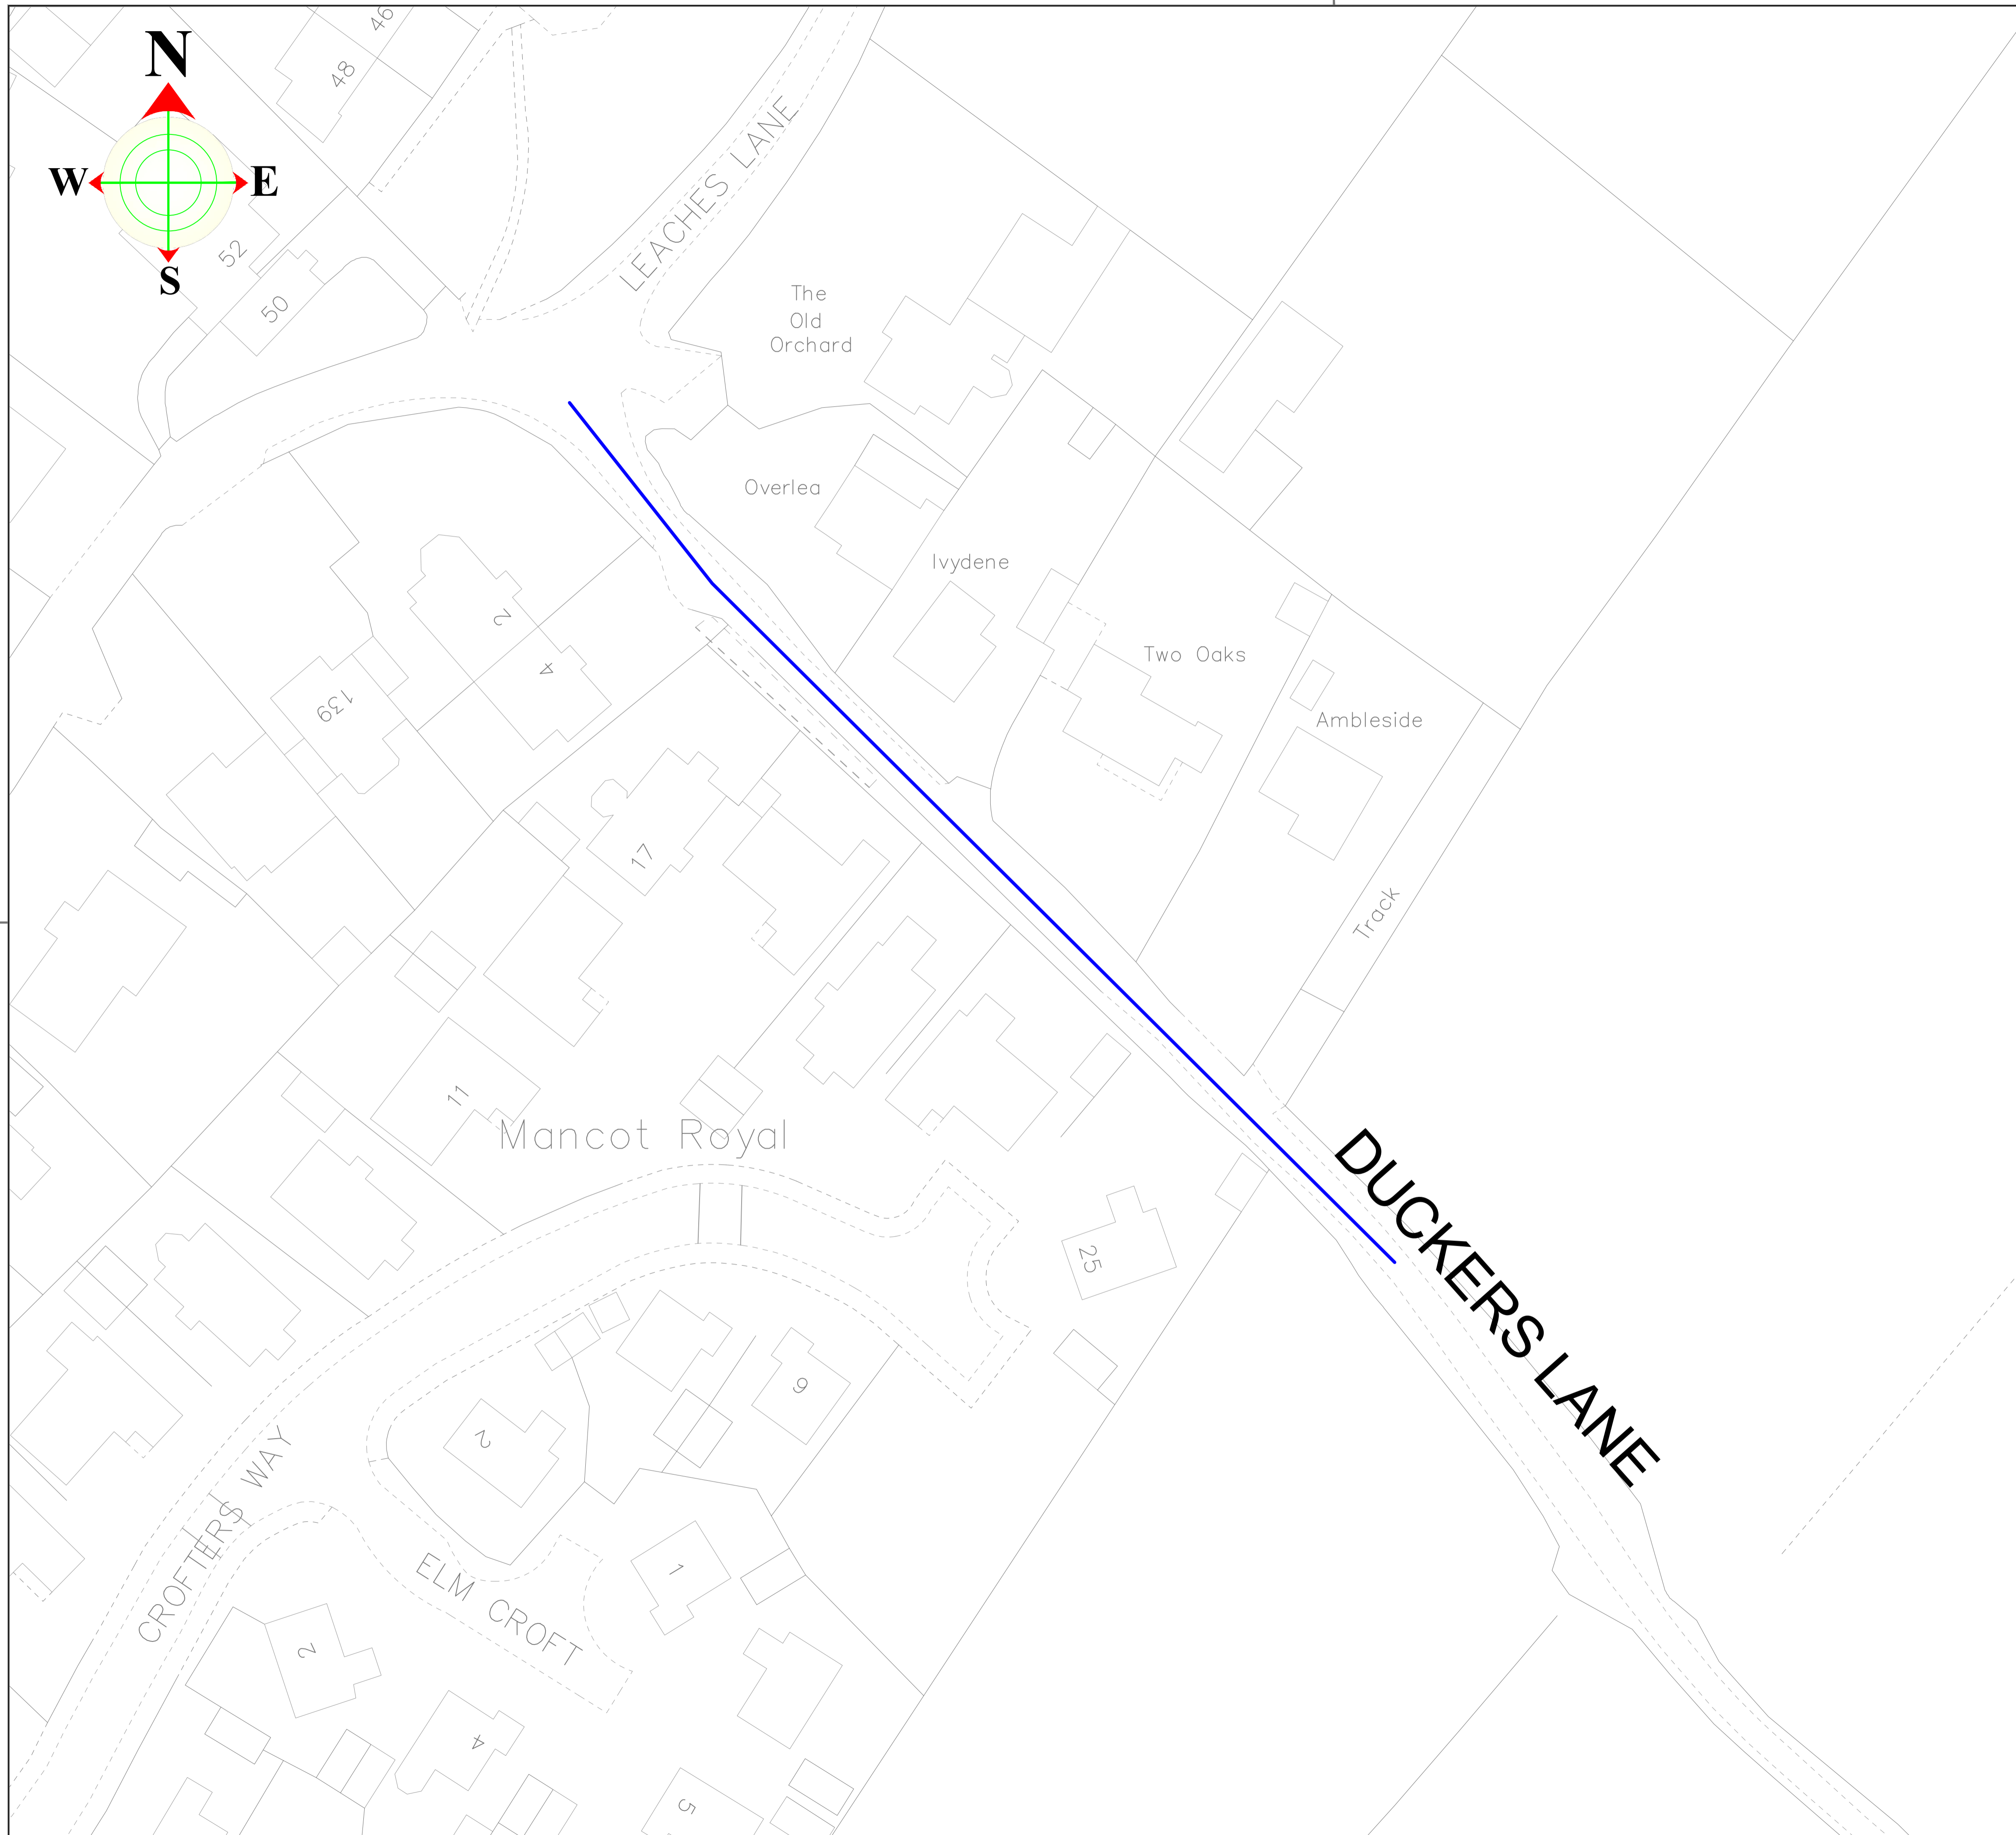 46
N
48
LEACHES LANE
W
E
52
S
50
The
Old
Orchard
Overlea
Ivydene
2
4
Two Oaks
139
Ambleside
17
Track
11
Mancot Royal
DUCKERS LANE
25
9
2
CROFTERS WAY
ELM CROFT
1
2
4
5